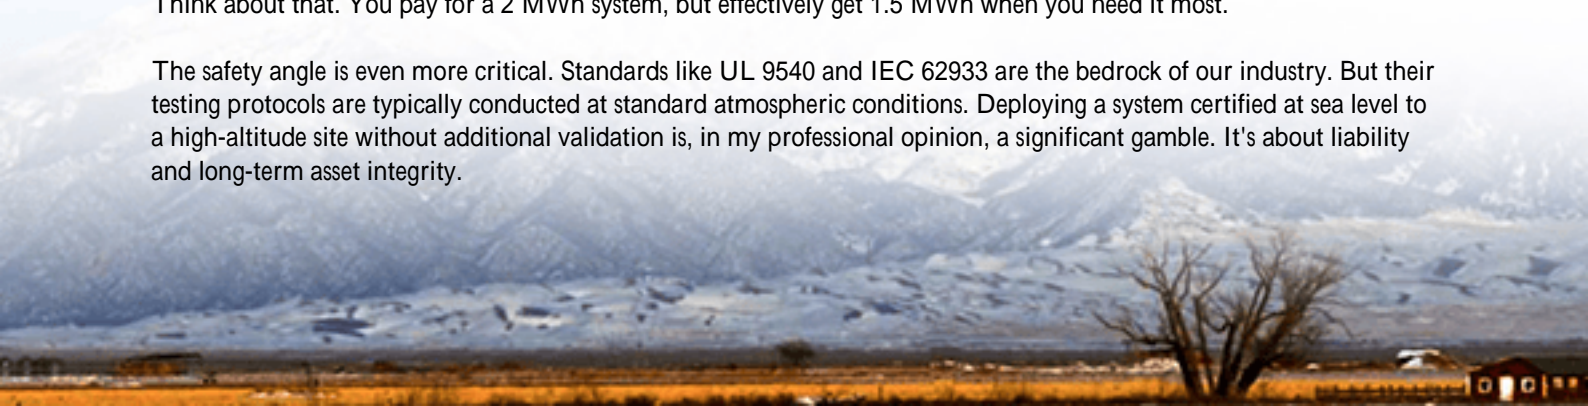 Think about that. You pay for a 2 MWh system, but effectively get 1.5 MWh when you need it most.
The safety angle is even more critical. Standards like UL 9540 and IEC 62933 are the bedrock of our industry. But their
testing protocols are typically conducted at standard atmospheric conditions. Deploying a system certified at sea level to
a high-altitude site without additional validation is, in my professional opinion, a significant gamble. It's about liability
and long-term asset integrity.